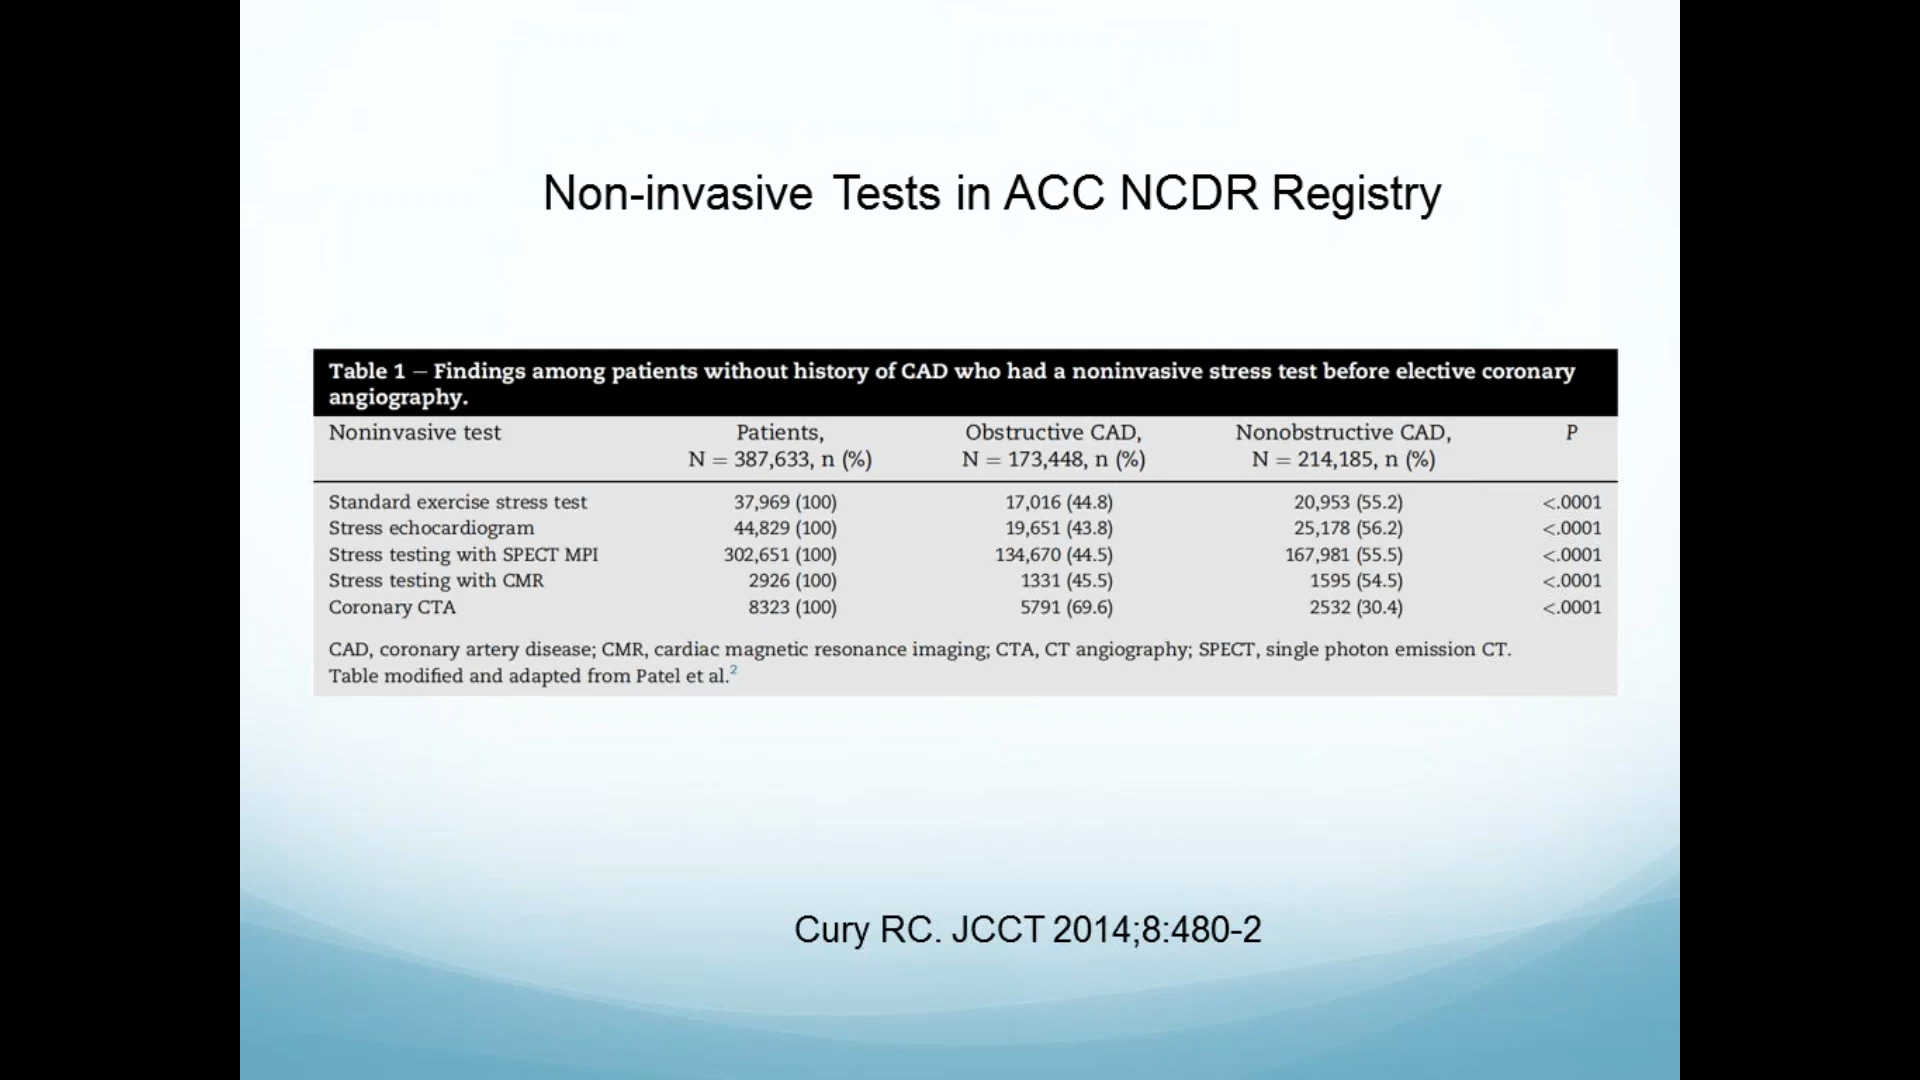 Non-invasive Tests in ACC NCDR Registry
Table 1 — Findings among patients without history of CAD who had a noninvasive stress test before elective coronary
angiography.
Noninvasive test Patients, Obstructive CAD, Nonobstructive CAD, P
N = 387,633, n (%) N = 173,448, n (%) N = 214,185, n (%)
Standard exercise stress test 37,969 (100) 17,016 (44.8) 20,953 (55.2) <.0001
Stress echocardiogram 44,829 (100) 19,651 (43.8) 25,178 (56.2) <.0001
Stress testing with SPECT MPI 302,651 (100) 134,670 (44.5) 167,981 (55.5) <.0001
Stress testing with CMR 2926 (100) 1331 (45.5) 1595 (54.5) <.0001
Coronary CTA 8323 (100) 5791 (69.6) 2532 (30.4) <.0001
CAD, coronary artery disease; CMR, cardiac magnetic resonance imaging; CTA, CT angiography; SPECT, single photon emission CT.
Table modified and adapted from Patel et al.2
Cury RC. JCCT 2014;8:480-2